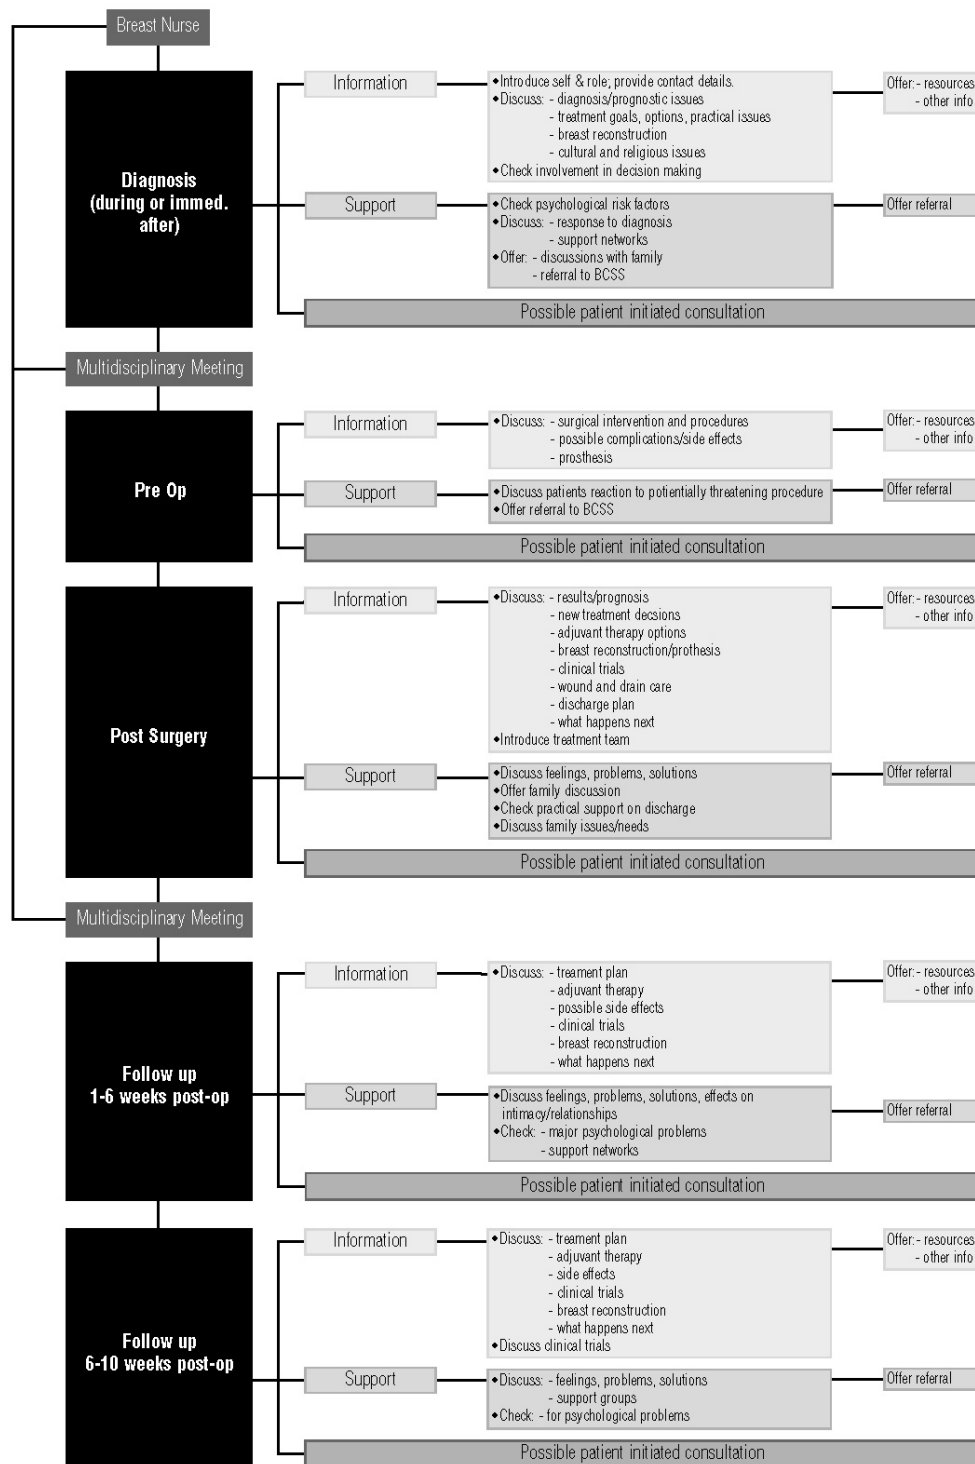 Breast Nurse
Diagnosis
(during or immed.
after)
Information
◆Introduce self & role; provide contact details.
◆Discuss: - diagnosis/prognostic issues
- treatment goals, options, practical issues
- breast reconstruction
- cultural and religious issues
◆Check involvement in decision making
Offer: - resources
- other info
Support
◆Check psychological risk factors
◆Discuss: - response to diagnosis
- support networks
◆Offer: - discussions with family
- referral to BCSS
Offer referral
Possible patient initiated consultation
Multidisciplinary Meeting
Pre Op
Information
◆Discuss: - surgical intervention and procedures
- possible complications/side effects
- prosthesis
Offer: - resources
- other info
Support
◆Discuss patients reaction to potientially threatening procedure
◆Offer referral to BCSS
Offer referral
Possible patient initiated consultation
Post Surgery
Information
◆Discuss: - results/prognosis
- new treatment decsions
- adjuvant therapy options
- breast reconstruction/prothesis
- clinical trials
- wound and drain care
- discharge plan
- what happens next
◆Introduce treatment team
Offer: - resources
- other info
Support
◆Discuss feelings, problems, solutions
◆Offer family discussion
◆Check practical support on discharge
◆Discuss family issues/needs
Offer referral
Possible patient initiated consultation
Multidisciplinary Meeting
Follow up
1-6 weeks post-op
Information
◆Discuss: - treament plan
- adjuvant therapy
- possible side effects
- clinical trials
- breast reconstruction
- what happens next
Offer: - resources
- other info
Support
◆Discuss feelings, problems, solutions, effects on
intimacy/relationships
◆Check: - major psychological problems
- support networks
Offer referral
Possible patient initiated consultation
Follow up
6-10 weeks post-op
Information
◆Discuss: - treament plan
- adjuvant therapy
- side effects
- clinical trials
- breast reconstruction
- what happens next
◆Discuss clinical trials
Offer: - resources
- other info
Support
◆Discuss: - feelings, problems, solutions
- support groups
◆Check: - for psychological problems
Offer referral
Possible patient initiated consultation